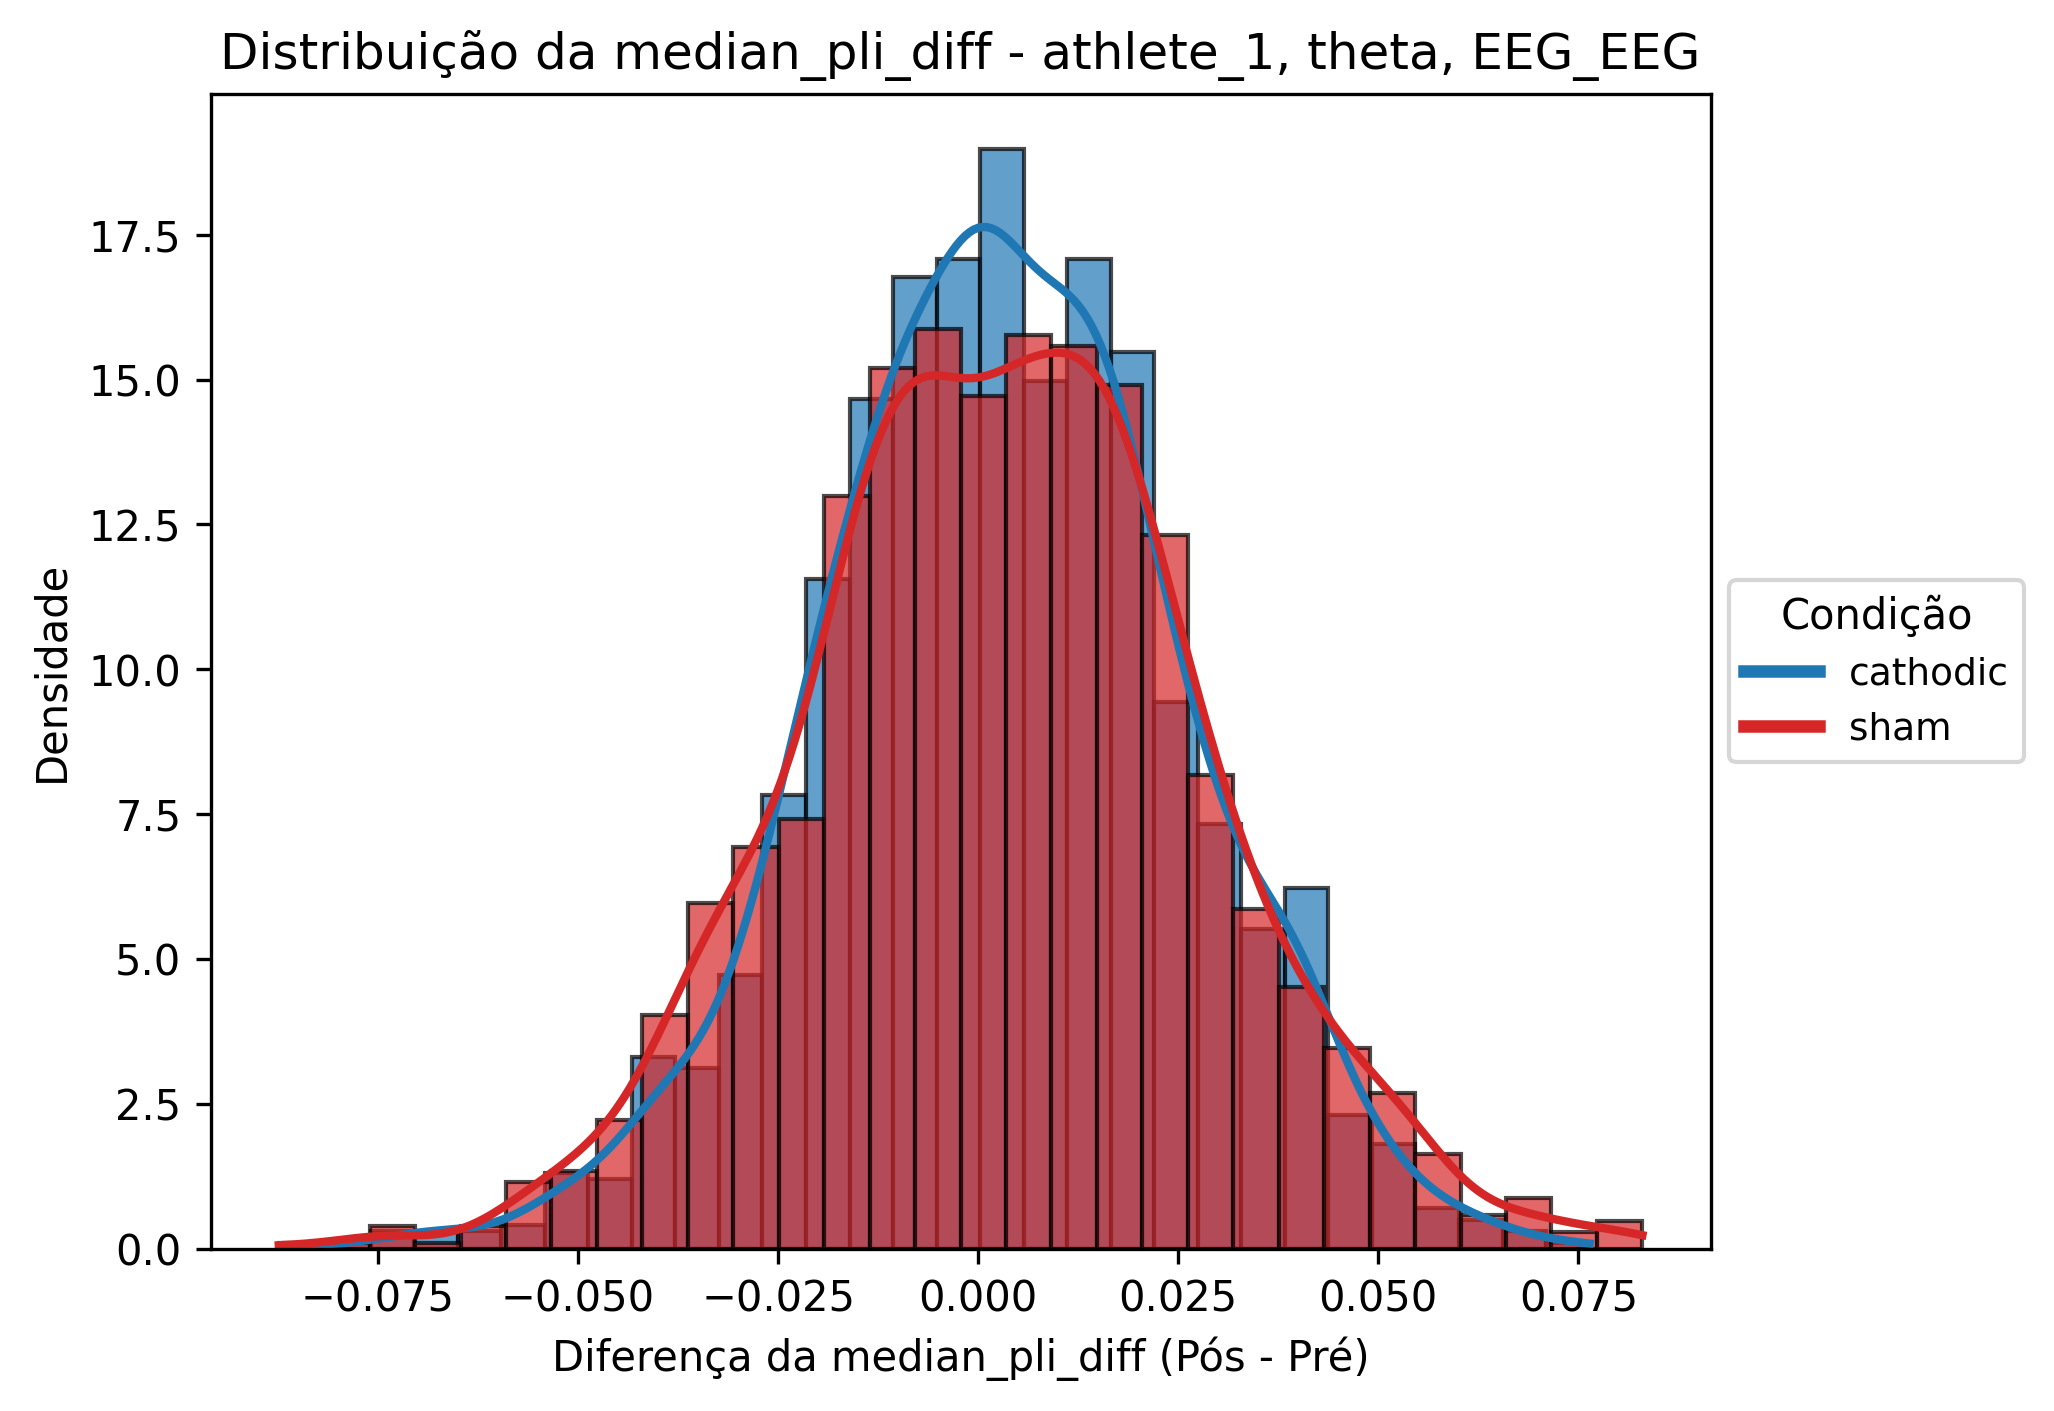 Distribuição da median_pli_diff - athlete_1, theta, EEG_EEG
Densidade
17.5
15.0
12.5
10.0
7.5
5.0
2.5
0.0
−0.075 −0.050 −0.025 0.000 0.025 0.050 0.075
Diferença da median_pli_diff (Pós - Pré)
Condição
cathodic
sham